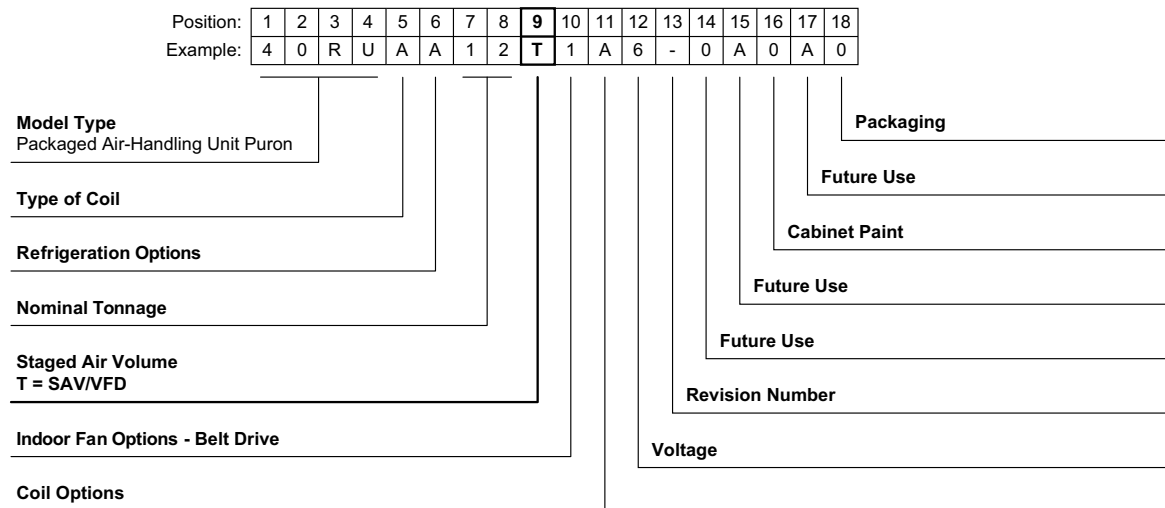 Position: 1 2 3 4 5 6 7 8 9 10 11 12 13 14 15 16 17 18
Example: 4 0 R U A A 1 2 T 1 A 6 - 0 A 0 A 0
Model Type
Packaged Air-Handling Unit Puron
Type of Coil
Refrigeration Options
Nominal Tonnage
Staged Air Volume
T = SAV/VFD
Indoor Fan Options - Belt Drive
Coil Options
Packaging
Future Use
Cabinet Paint
Future Use
Future Use
Revision Number
Voltage